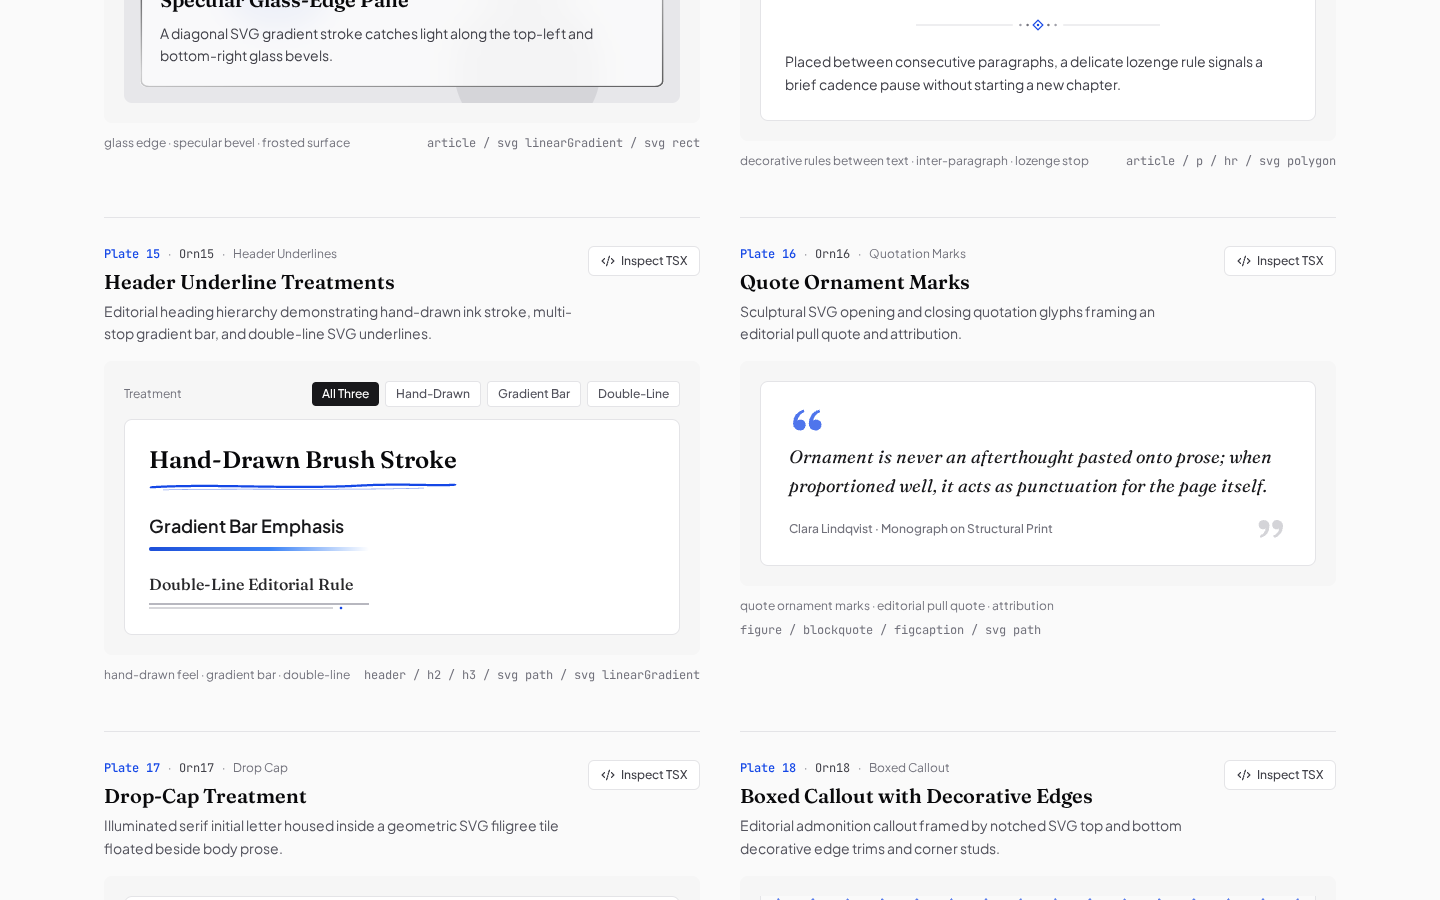 Specular Glass-Edge Pane
A diagonal SVG gradient stroke catches light along the top-left and
bottom-right glass bevels.
glass edge · specular bevel · frosted surface
article / svg linearGradient / svg rect
Placed between consecutive paragraphs, a delicate lozenge rule signals a
brief cadence pause without starting a new chapter.
decorative rules between text · inter-paragraph · lozenge stop
article / p / hr / svg polygon
Plate 15 · Orn15 · Header Underlines
Inspect TSX
Header Underline Treatments
Editorial heading hierarchy demonstrating hand-drawn ink stroke, multi-
stop gradient bar, and double-line SVG underlines.
Treatment
All Three
Hand-Drawn
Gradient Bar
Double-Line
Hand-Drawn Brush Stroke
Gradient Bar Emphasis
Double-Line Editorial Rule
hand-drawn feel · gradient bar · double-line
header / h2 / h3 / svg path / svg linearGradient
Plate 16 · Orn16 · Quotation Marks
Inspect TSX
Quote Ornament Marks
Sculptural SVG opening and closing quotation glyphs framing an
editorial pull quote and attribution.
“
Ornament is never an afterthought pasted onto prose; when
proportioned well, it acts as punctuation for the page itself.
Clara Lindqvist · Monograph on Structural Print
”
quote ornament marks · editorial pull quote · attribution
figure / blockquote / figcaption / svg path
Plate 17 · Orn17 · Drop Cap
Inspect TSX
Drop-Cap Treatment
Illuminated serif initial letter housed inside a geometric SVG filigree tile
floated beside body prose.
Plate 18 · Orn18 · Boxed Callout
Inspect TSX
Boxed Callout with Decorative Edges
Editorial admonition callout framed by notched SVG top and bottom
decorative edge trims and corner studs.